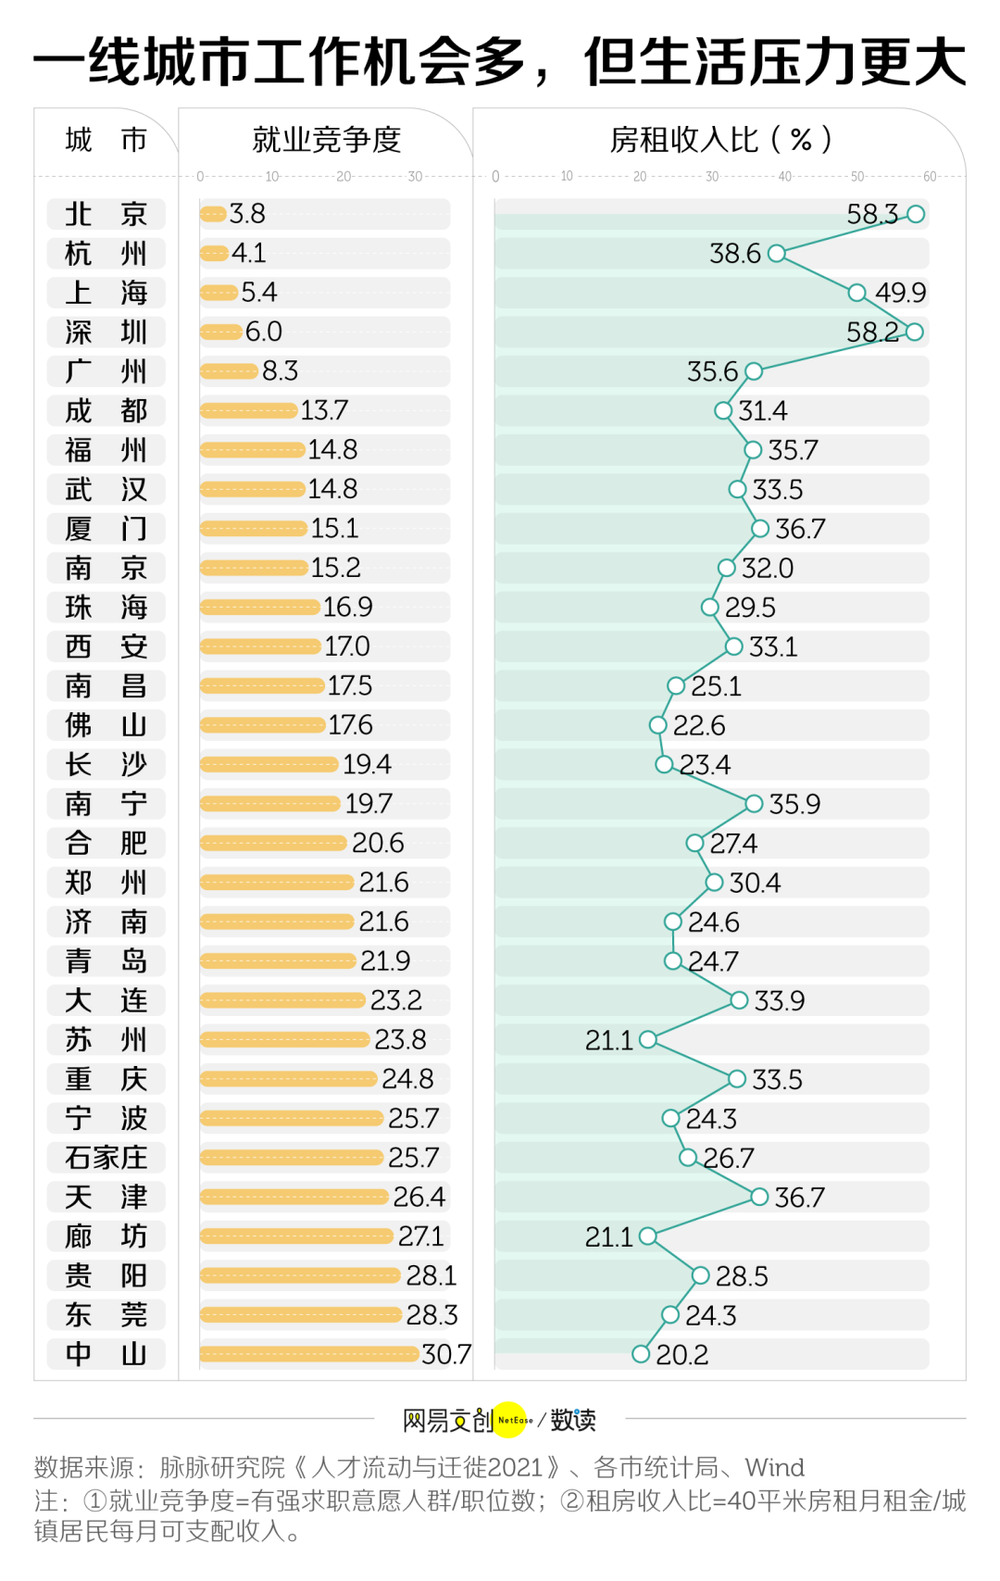 一线城市工作机会多，但生活压力更大
城 市 就业竞争度 房租收入比（%）
0 10 20 30 0 10 20 30 40 50 60
北 京 3.8 58.3
杭 州 4.1 38.6
上 海 5.4 49.9
深 圳 6.0 58.2
广 州 8.3 35.6
成 都 13.7 31.4
福 州 14.8 35.7
武 汉 14.8 33.5
厦 门 15.1 36.7
南 京 15.2 32.0
珠 海 16.9 29.5
西 安 17.0 33.1
南 昌 17.5 25.1
佛 山 17.6 22.6
长 沙 19.4 23.4
南 宁 19.7 35.9
合 肥 20.6 27.4
郑 州 21.6 30.4
济 南 21.6 24.6
青 岛 21.9 24.7
大 连 23.2 33.9
苏 州 23.8 21.1
重 庆 24.8 33.5
宁 波 25.7 24.3
石家庄 25.7 26.7
天 津 26.4 36.7
廊 坊 27.1 21.1
贵 阳 28.1 28.5
东 莞 28.3 24.3
中 山 30.7 20.2
网易文创 NetEase / 数读
数据来源：脉脉研究院《人才流动与迁徙2021》、各市统计局、Wind
注：①就业竞争度=有强求职意愿人群/职位数；②租房收入比=40平米房租月租金/城
镇居民每月可支配收入。